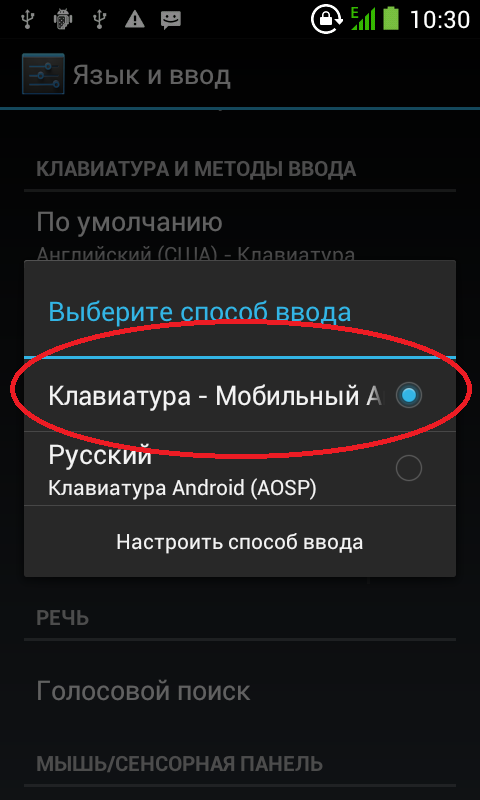 E 10:30
Язык и ввод
КЛАВИАТУРА И МЕТОДЫ ВВОДА
По умолчанию
Английский (США) - Клавиатура
Выберите способ ввода
Клавиатура - Мобильный А
Русский
Клавиатура Android (AOSP)
Настроить способ ввода
РЕЧЬ
Голосовой поиск
МЫШЬ/СЕНСОРНАЯ ПАНЕЛЬ